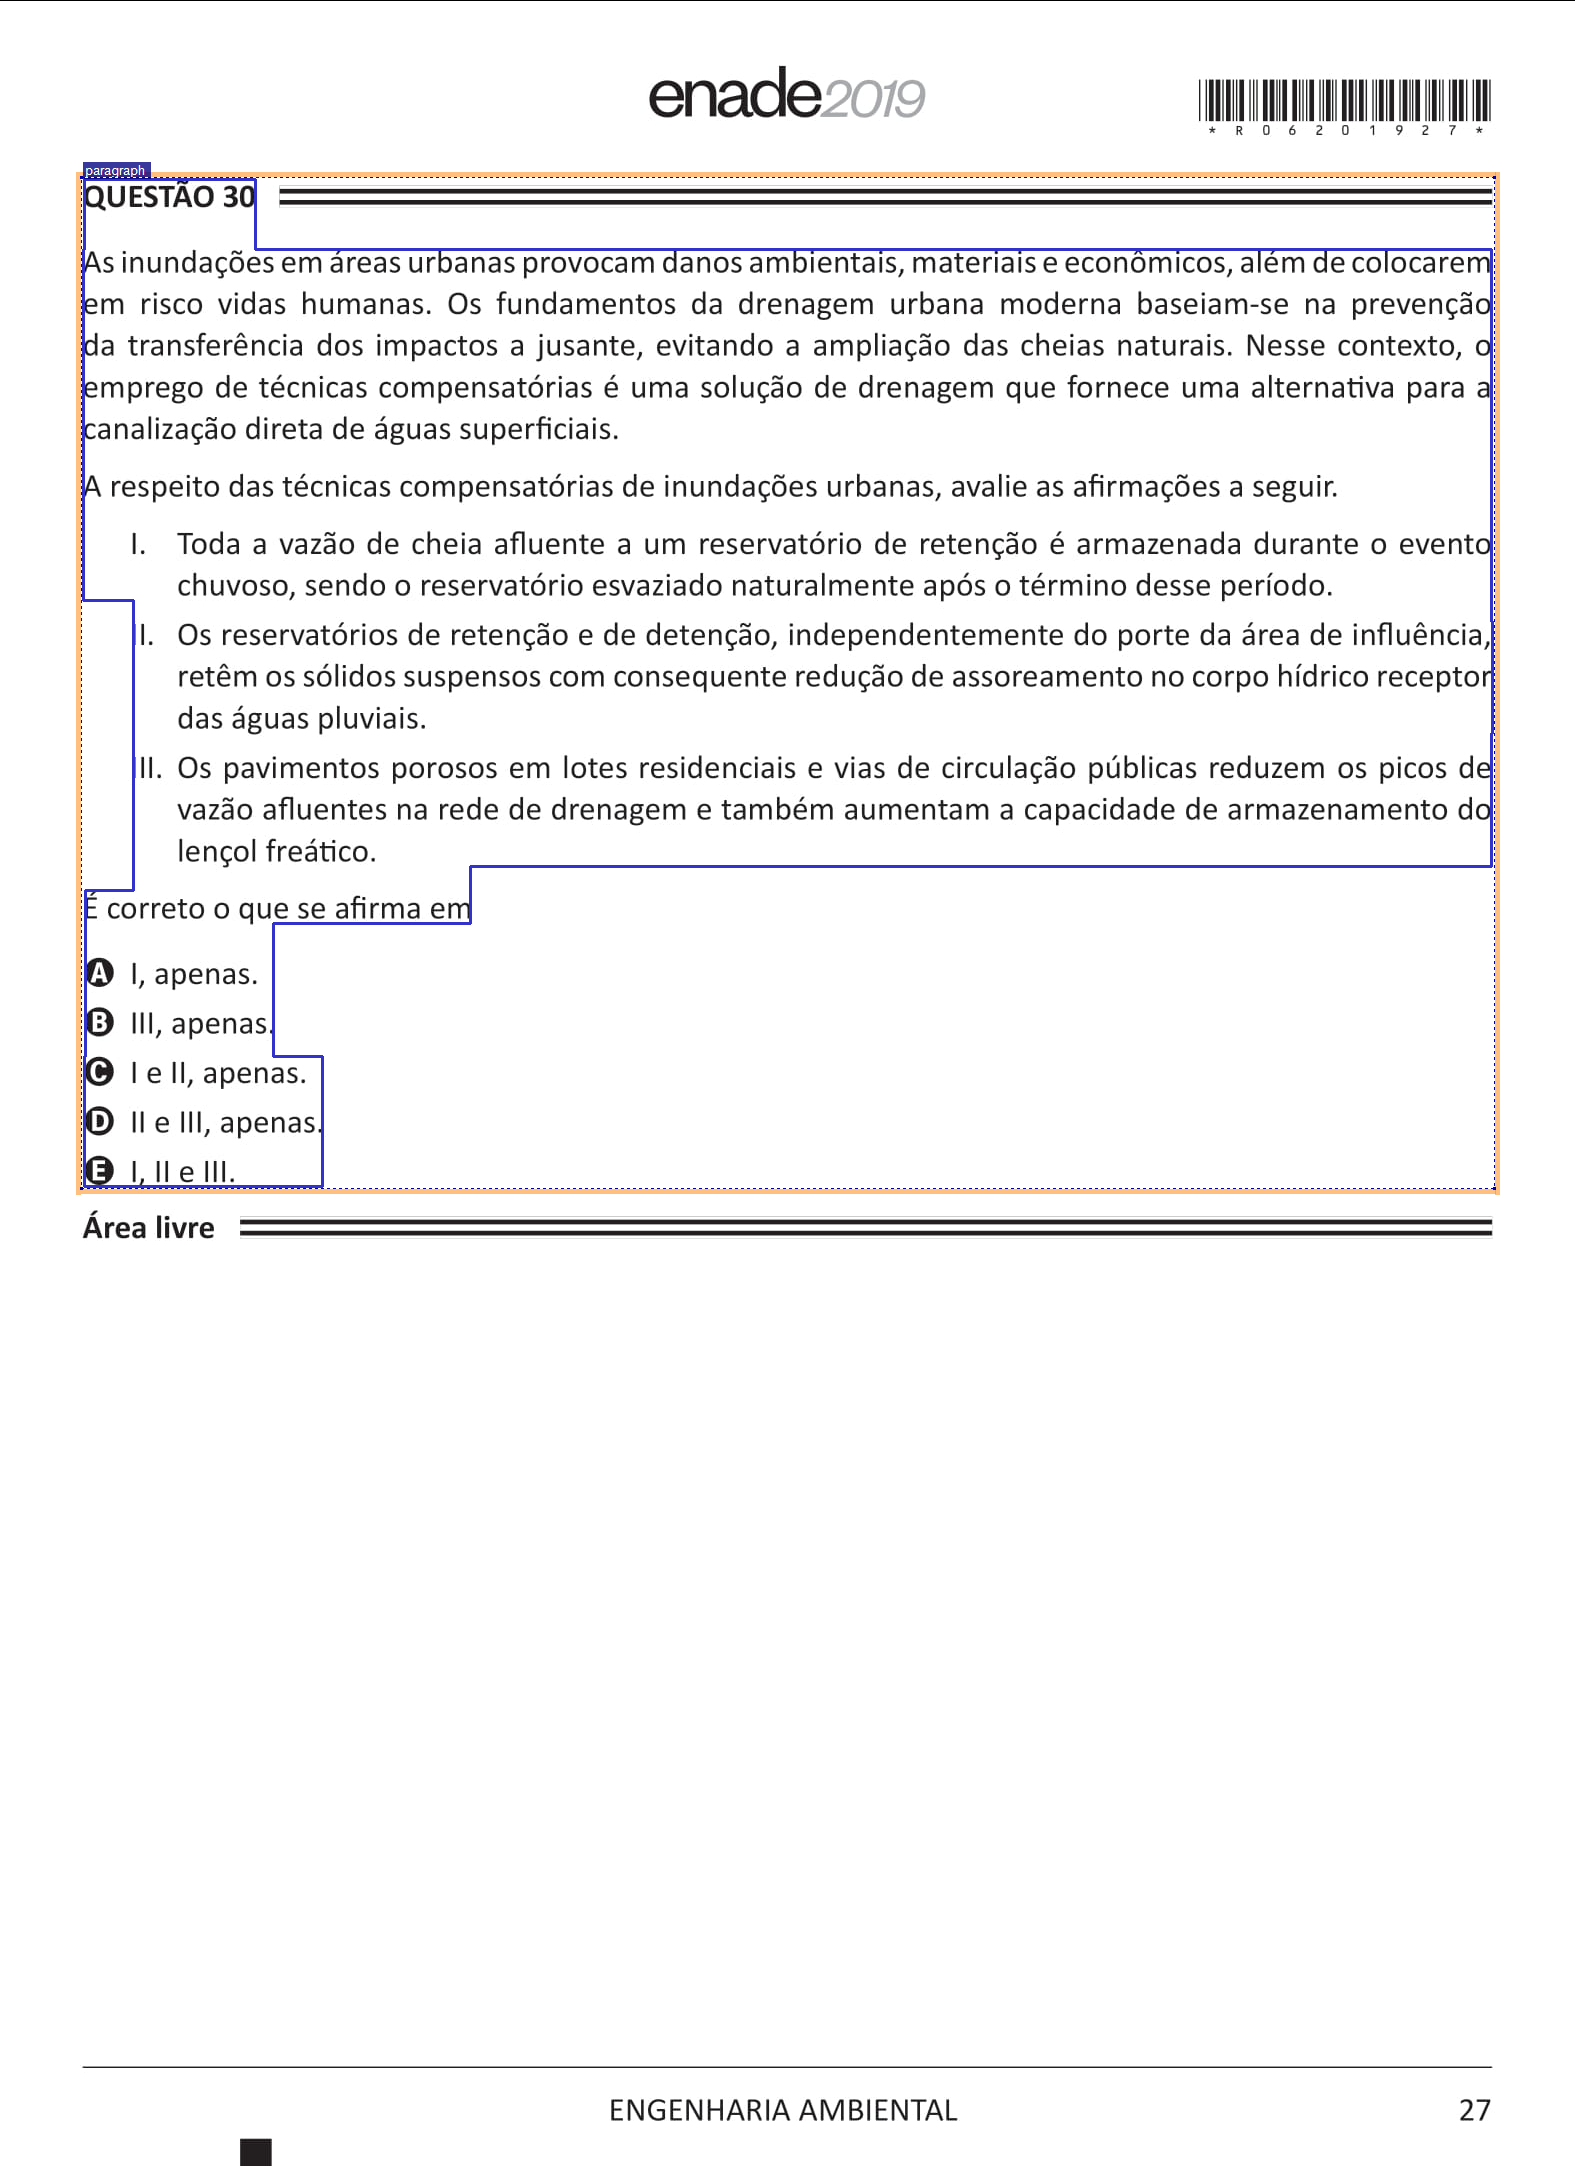 enade2019
*R06201927*
paragraph
QUESTÃO 30
As inundações em áreas urbanas provocam danos ambientais, materiais e econômicos, além de colocarem
em risco vidas humanas. Os fundamentos da drenagem urbana moderna baseiam-se na prevenção
da transferência dos impactos a jusante, evitando a ampliação das cheias naturais. Nesse contexto, o
emprego de técnicas compensatórias é uma solução de drenagem que fornece uma alternativa para a
canalização direta de águas superficiais.
A respeito das técnicas compensatórias de inundações urbanas, avalie as afirmações a seguir.
I. Toda a vazão de cheia afluente a um reservatório de retenção é armazenada durante o evento
chuvoso, sendo o reservatório esvaziado naturalmente após o término desse período.
II. Os reservatórios de retenção e de detenção, independentemente do porte da área de influência,
retêm os sólidos suspensos com consequente redução de assoreamento no corpo hídrico receptor
das águas pluviais.
III. Os pavimentos porosos em lotes residenciais e vias de circulação públicas reduzem os picos de
vazão afluentes na rede de drenagem e também aumentam a capacidade de armazenamento do
lençol freático.
É correto o que se afirma em
A I, apenas.
B III, apenas.
C I e II, apenas.
D II e III, apenas.
E I, II e III.
Área livre
ENGENHARIA AMBIENTAL
27